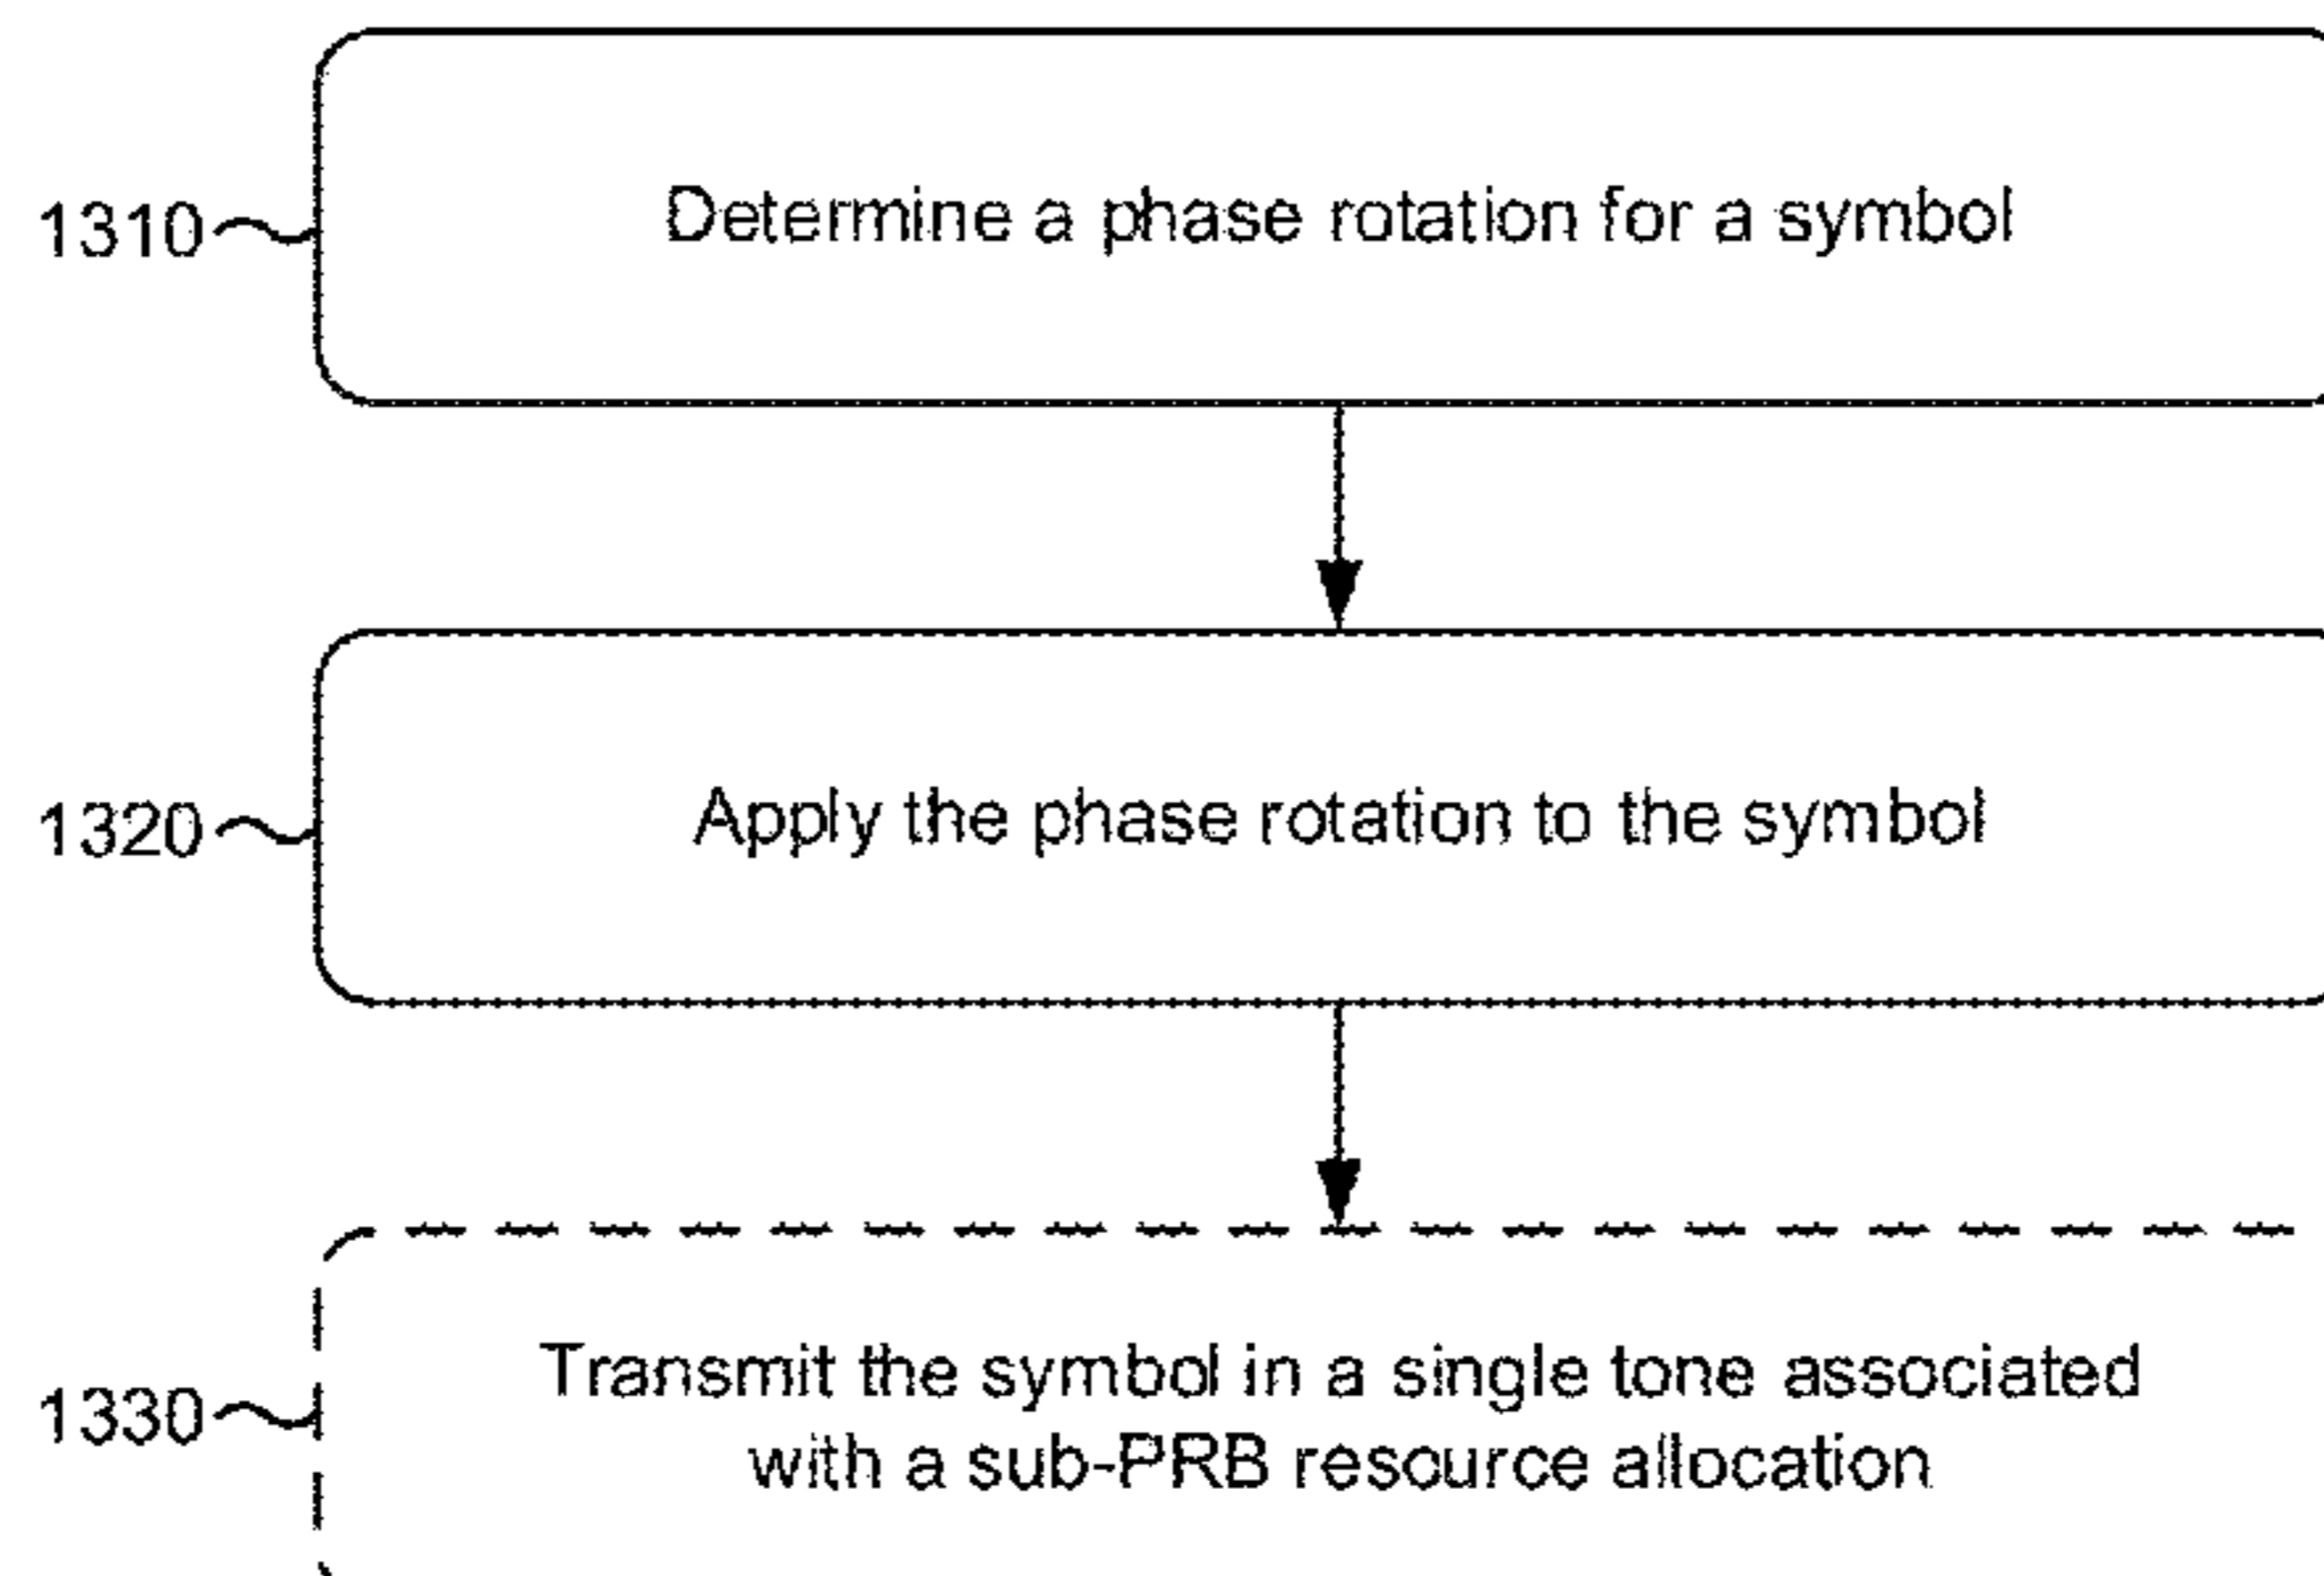 1310
Determine a phase rotation for a symbol
1320
Apply the phase rotation to the symbol
1330
Transmit the symbol in a single tone associated
with a sub-PRB resource allocation